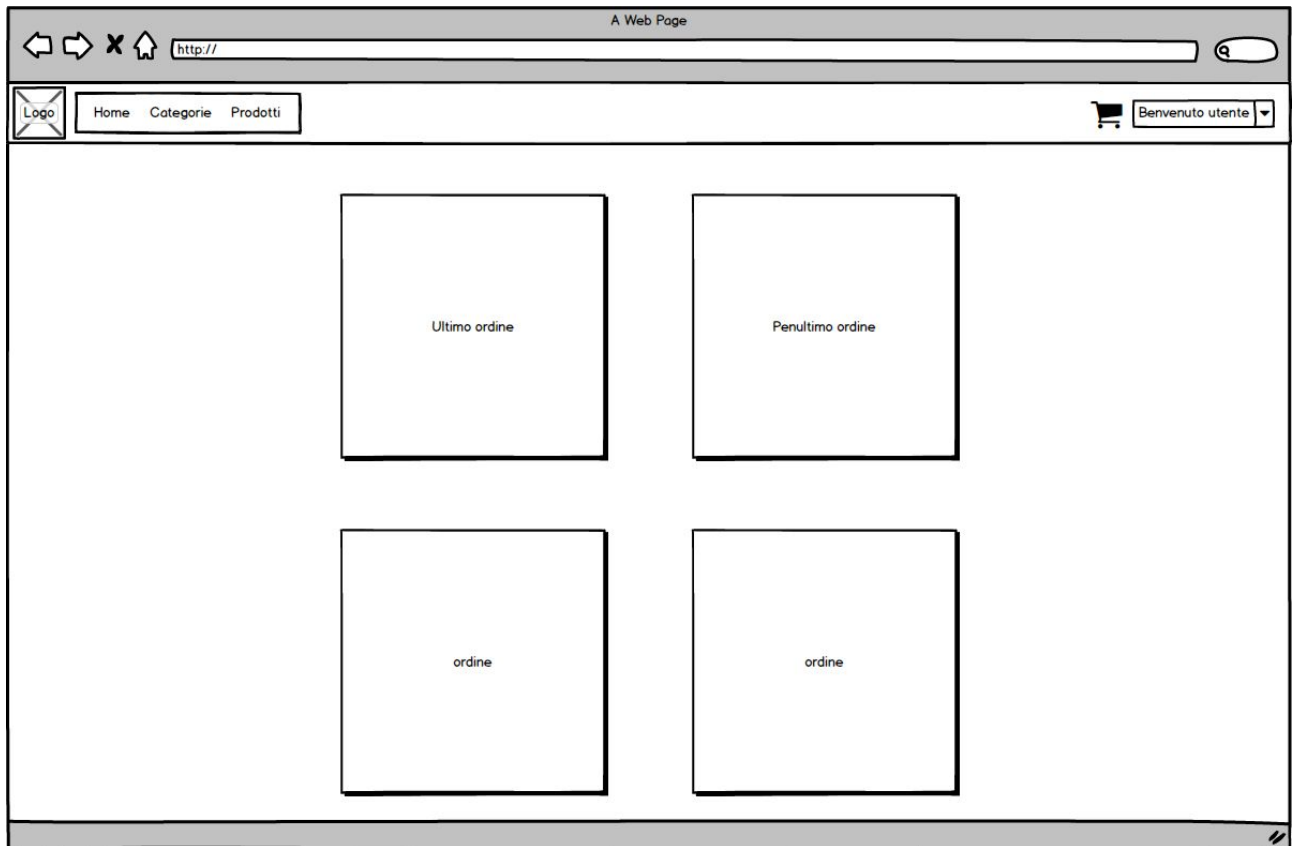 A Web Page
http://
Logo
Home Categorie Prodotti
Benvenuto utente
Ultimo ordine
Penultimo ordine
ordine
ordine